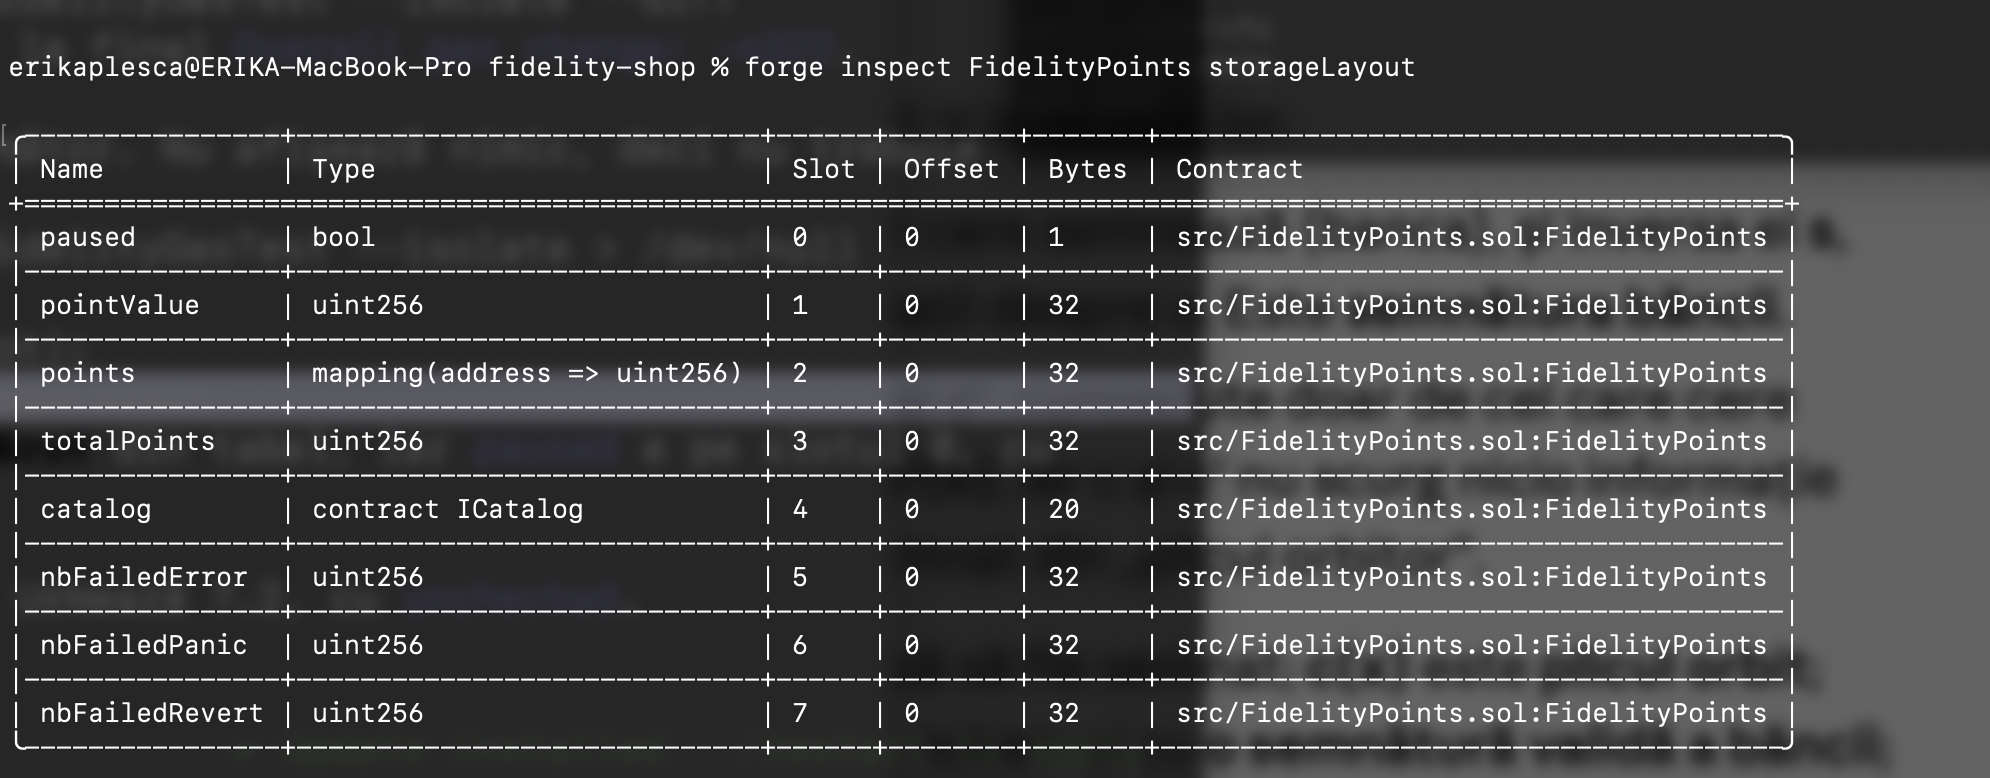 erikaplesca@ERIKA-MacBook-Pro fidelity-shop % forge inspect FidelityPoints storageLayout
| Name | Type | Slot | Offset | Bytes | Contract |
| paused | bool | 0 | 0 | 1 | src/FidelityPoints.sol:FidelityPoints |
| pointValue | uint256 | 1 | 0 | 32 | src/FidelityPoints.sol:FidelityPoints |
| points | mapping(address => uint256) | 2 | 0 | 32 | src/FidelityPoints.sol:FidelityPoints |
| totalPoints | uint256 | 3 | 0 | 32 | src/FidelityPoints.sol:FidelityPoints |
| catalog | contract ICatalog | 4 | 0 | 20 | src/FidelityPoints.sol:FidelityPoints |
| nbFailedError | uint256 | 5 | 0 | 32 | src/FidelityPoints.sol:FidelityPoints |
| nbFailedPanic | uint256 | 6 | 0 | 32 | src/FidelityPoints.sol:FidelityPoints |
| nbFailedRevert | uint256 | 7 | 0 | 32 | src/FidelityPoints.sol:FidelityPoints |